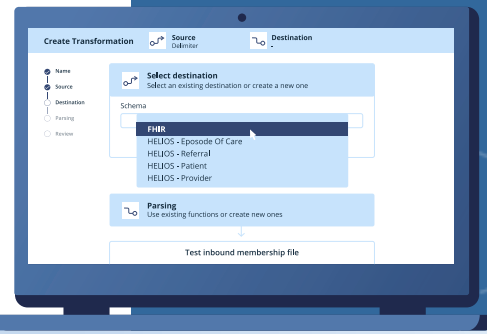 Create Transformation
Source
Delimiter
Destination
-
Name
Source
Destination
Parsing
Review
Select destination
Select an existing destination or create a new one
Schema
FHIR
HELIOS - Eposode Of Care
HELIOS - Referral
HELIOS - Patient
HELIOS - Provider
Parsing
Use existing functions or create new ones
Test inbound membership file